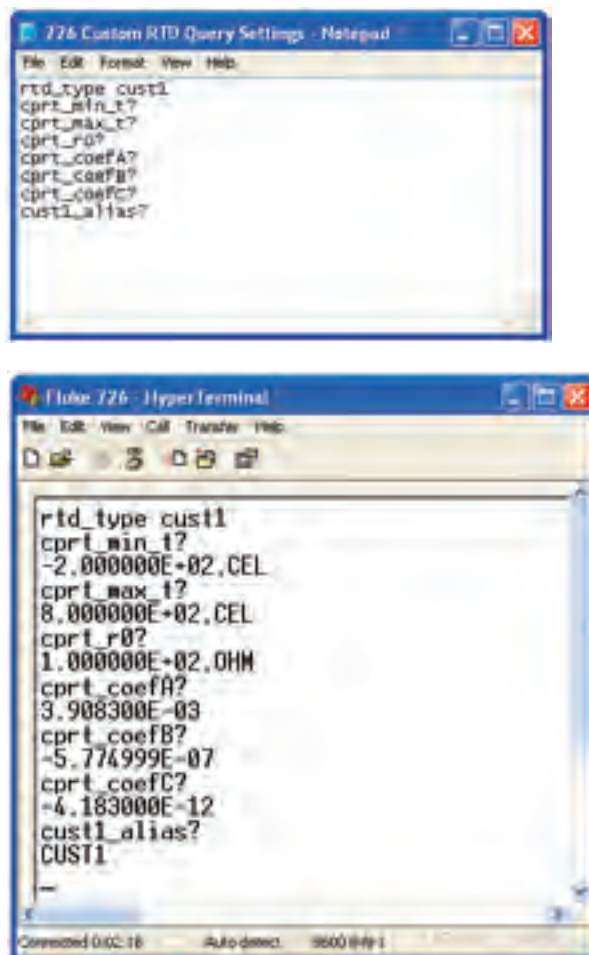 726 Custom RTD Query Settings - Notepad
File Edit Format View Help
rtd_type cust1
cprt_min_t?
cprt_max_t?
cprt_r0?
cprt_coefA?
cprt_coefB?
cprt_coefC?
cust1_alias?
Fluke 726 - HyperTerminal
File Edit View Call Transfer Help
rtd_type cust1
cprt_min_t?
-2.000000E+02,CEL
cprt_max_t?
8.000000E+02,CEL
cprt_r0?
1.000000E+02,OHM
cprt_coefA?
3.908300E-03
cprt_coefB?
-5.774999E-07
cprt_coefC?
-4.183000E-12
cust1_alias?
CUST1
Connected 0:02:18 Auto detect 9600 8-N-1